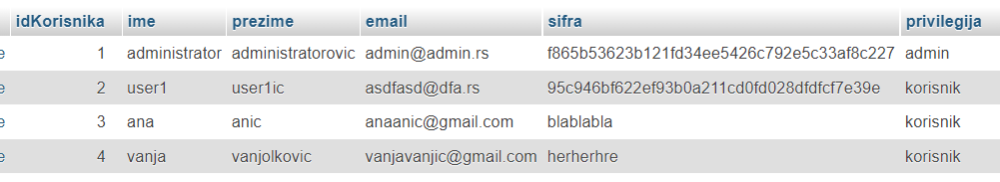 idKorisnika ime prezime email sifra privilegija
e 1 administrator administratorovic admin@admin.rs f865b53623b121fd34ee5426c792e5c33af8c227 admin
e 2 user1 user1ic asdfasd@dfa.rs 95c946bf622ef93b0a211cd0fd028dfdfcf7e39e korisnik
e 3 ana anic anaanic@gmail.com blablabla korisnik
e 4 vanja vanjolkovic vanjavanjic@gmail.com herherhre korisnik